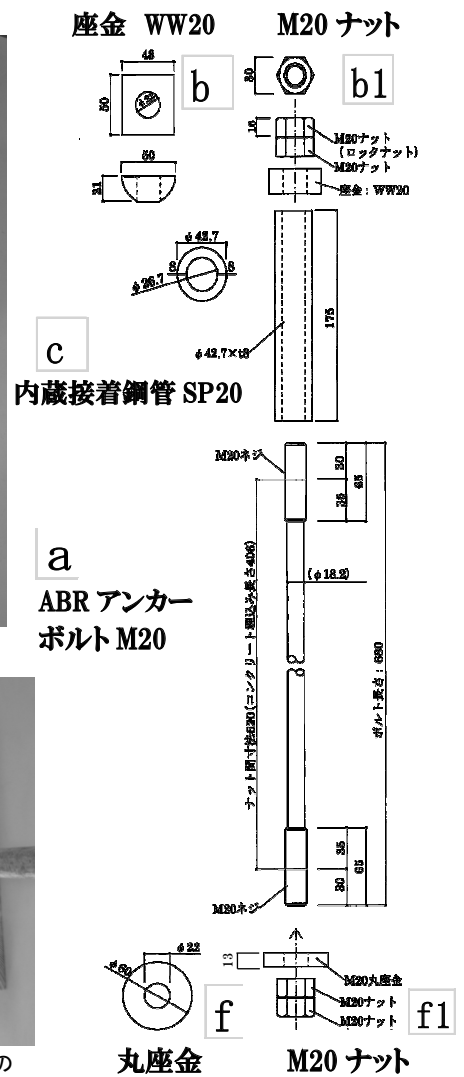 座金 WW20
M20 ナット
43
50
b
30
b1
16
M20ナット
(ロックナット)
M20ナット
座金：WW20
50
21
φ42.7
8
8
φ26.7
175
φ42.7×t8
c
内蔵接着鋼管 SP20
M20ネジ
30
35
65
a
ABR アンカー
ボルト M20
(φ18.2)
ナット間寸法620(コンクリート埋込み長さ406)
ボルト長さ：680
35
30
65
M20ネジ
φ22
φ60
13
M20丸座金
M20ナット
M20ナット
f
f1
の
丸座金
M20 ナット